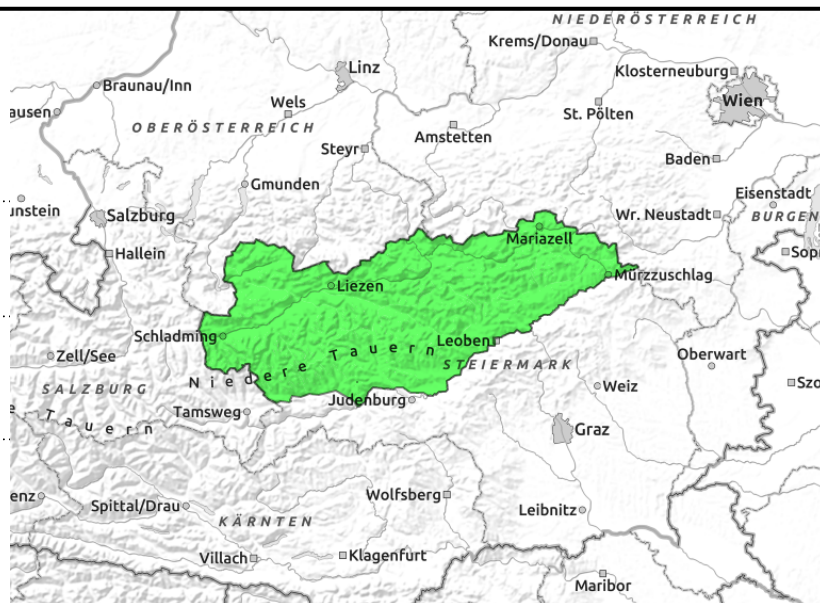 NIEDERÖSTERREICH
Krems/Donau
Linz
Klosterneuburg
Braunau/Inn
Wels
Wien
ausen
St. Pölten
OBERÖSTERREICH
Amstetten
Steyr
Baden
Gmunden
Eisenstadt
unstein
Salzburg
Wr. Neustadt
BURGEN
Mariazell
Hallein
Sopr
Mürzzuschlag
Liezen
Schladming
Leoben
Zell/See
Niedere Tauern
STEIERMARK
Oberwart
SALZBURG
Weiz
Szo
Tamsweg
Judenburg
Tauern
Graz
enz
Wolfsberg
Spittal/Drau
Leibnitz
KÄRNTEN
Villach
Klagenfurt
Maribor